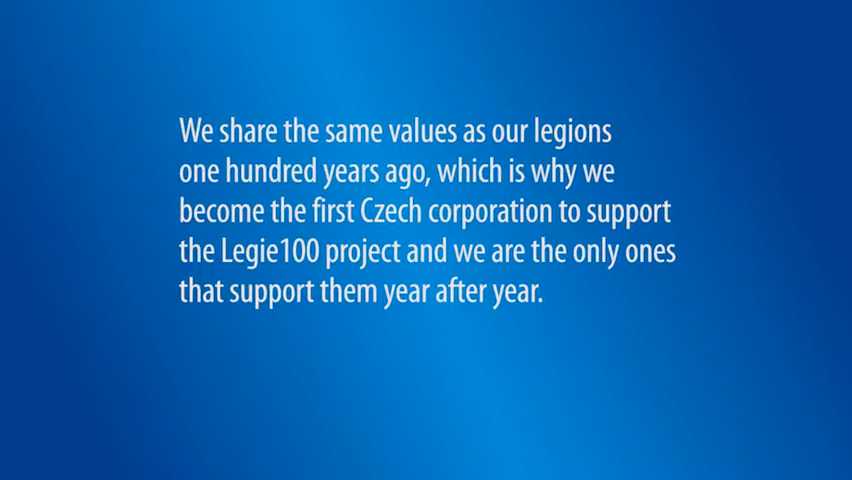 We share the same values as our legions
one hundred years ago, which is why we
become the first Czech corporation to support
the Legie100 project and we are the only ones
that support them year after year.